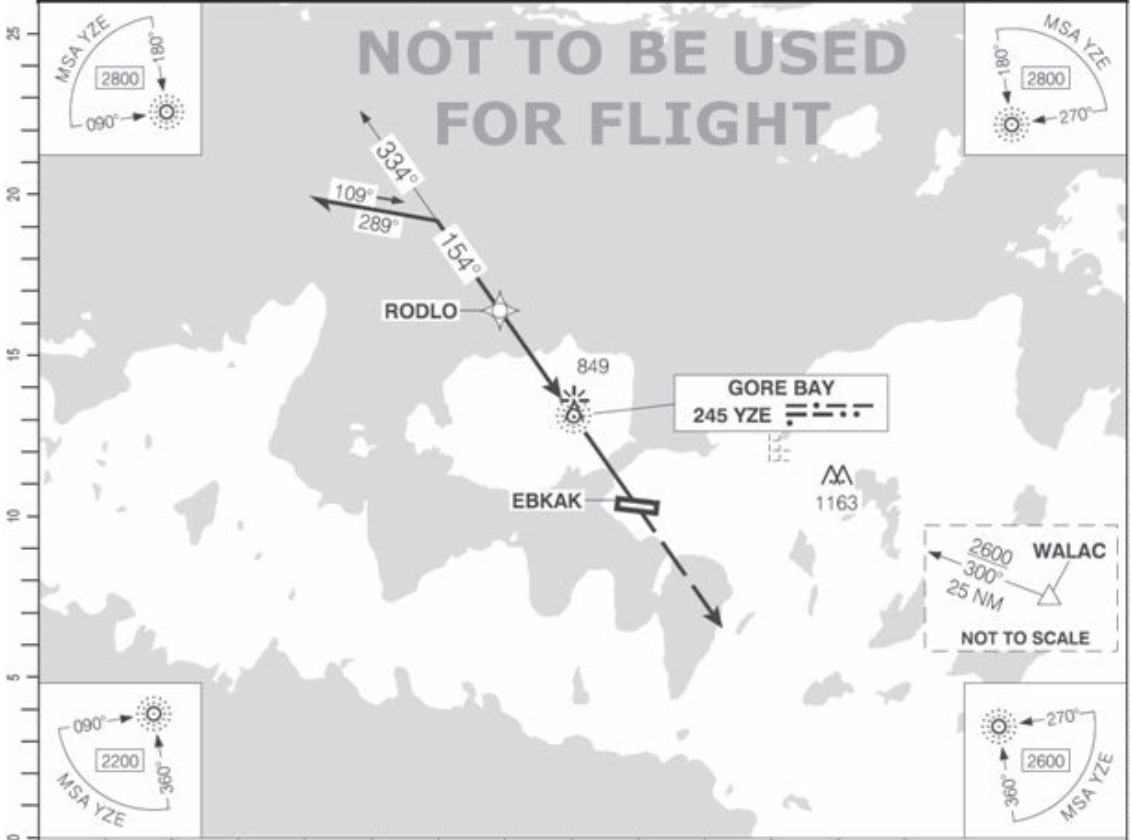 NOT TO BE USED
FOR FLIGHT
MSA YZE
180°
2800
090°
MSA YZE
180°
2800
270°
25
20
15
10
5
0
334°
109°
289°
154°
RODLO
849
GORE BAY
245 YZE
EBKAK
1163
2600
300°
25 NM
WALAC
NOT TO SCALE
090°
2200
360°
MSA YZE
270°
2600
360°
MSA YZE